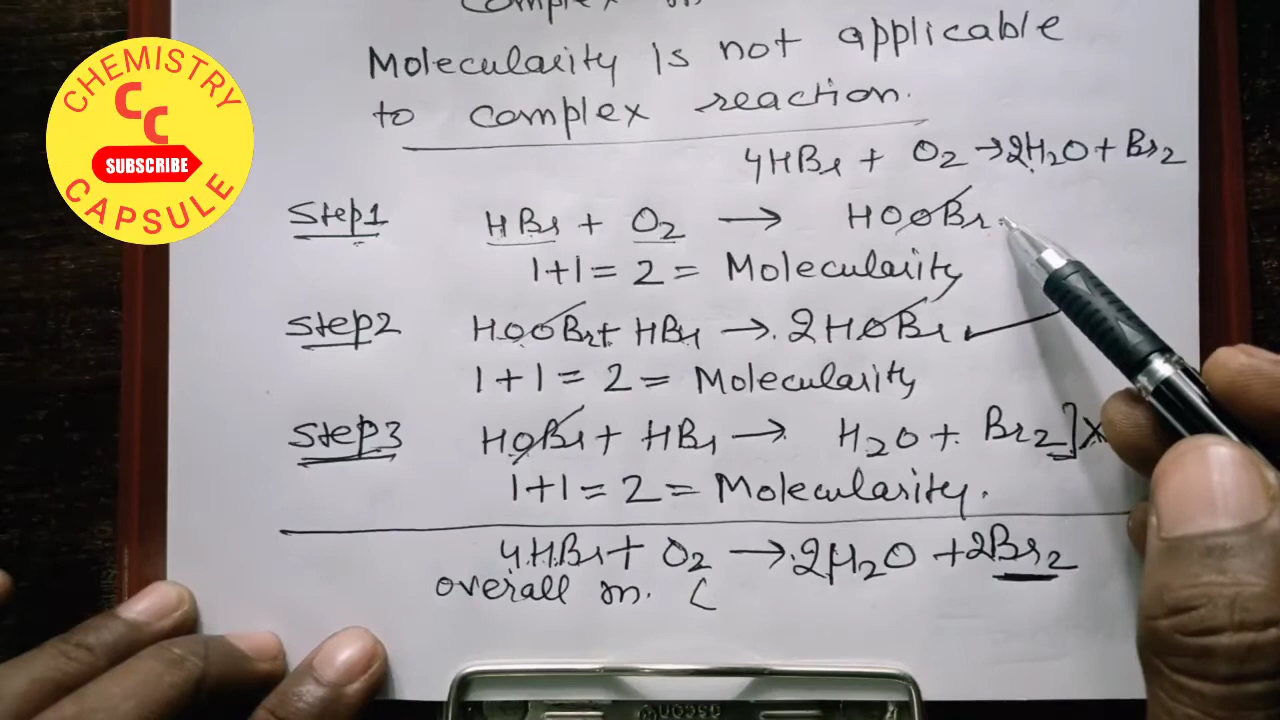 CHEMISTRY
CC
SUBSCRIBE
CAPSULE
Molecularity is not applicable
to complex reaction.
4HBr + O2 → 2H2O + Br2
Step1 HBr + O2 → HOOBr
1+1 = 2 = Molecularity
Step2 HOOBr + HBr → 2HOBr
1+1 = 2 = Molecularity
Step3 HOBr + HBr → H2O + Br2]x
1+1 = 2 = Molecularity.
4HBr + O2 → 2H2O + 2Br2
overall